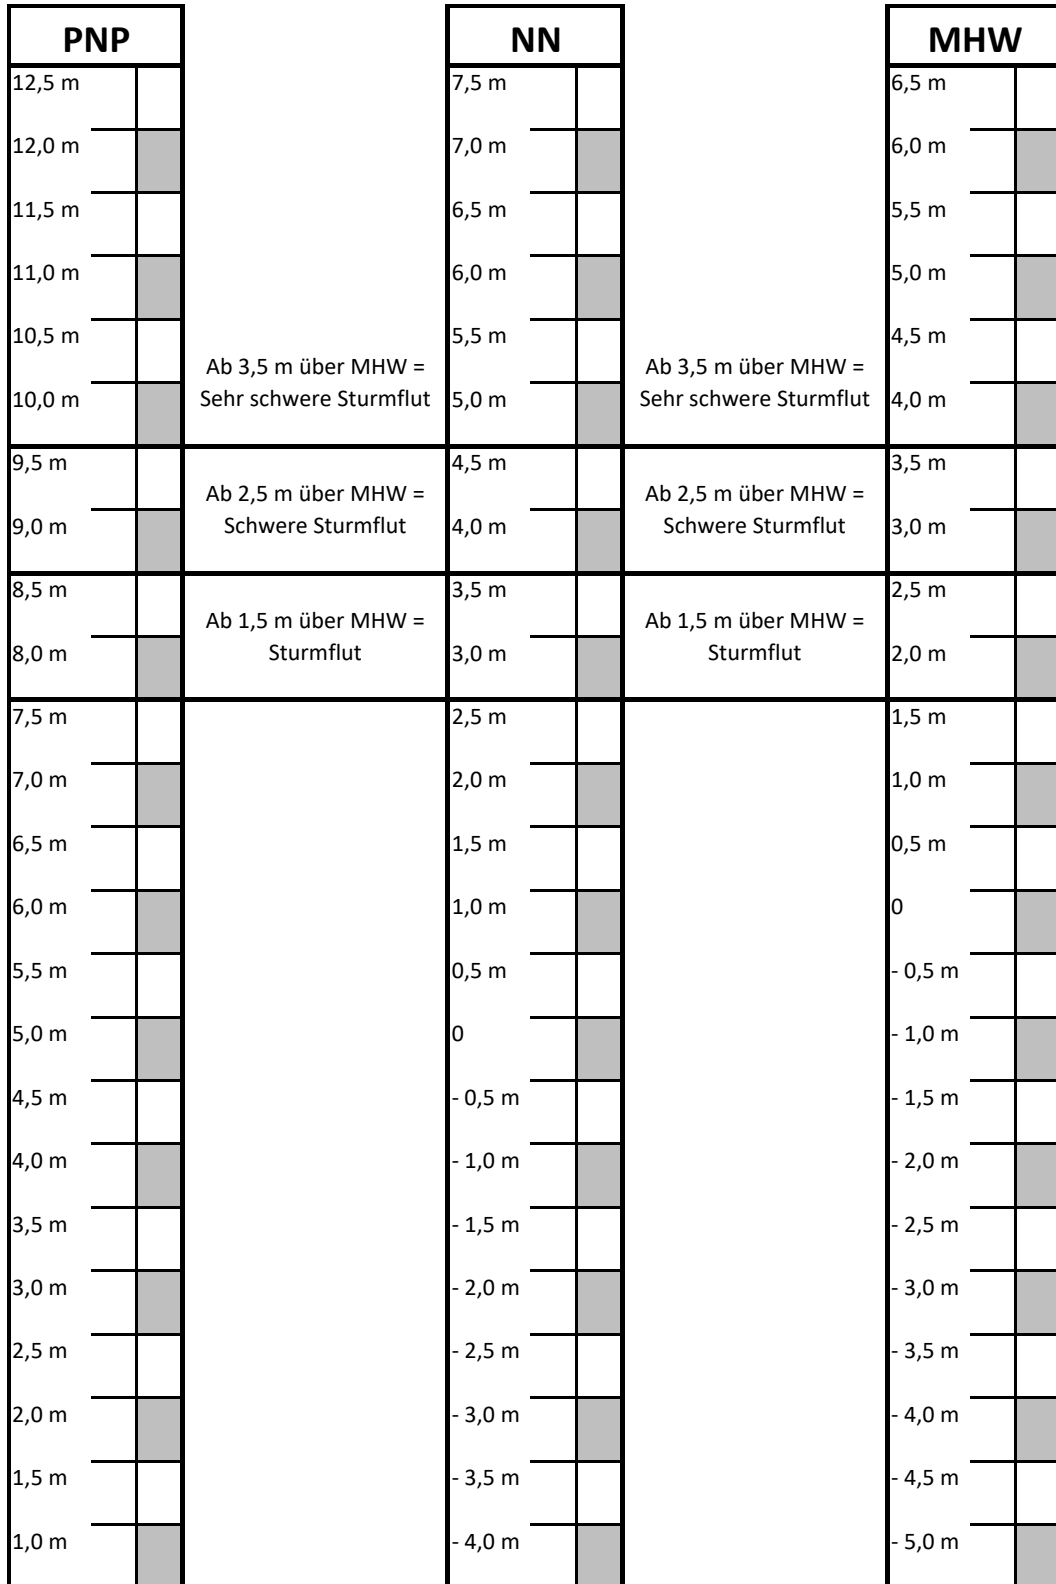 PNP NN MHW
12,5 m 7,5 m 6,5 m
12,0 m 7,0 m 6,0 m
11,5 m 6,5 m 5,5 m
11,0 m 6,0 m 5,0 m
10,5 m 5,5 m 4,5 m
Ab 3,5 m über MHW = Ab 3,5 m über MHW =
10,0 m Sehr schwere Sturmflut 5,0 m Sehr schwere Sturmflut 4,0 m
9,5 m 4,5 m 3,5 m
Ab 2,5 m über MHW = Ab 2,5 m über MHW =
9,0 m Schwere Sturmflut 4,0 m Schwere Sturmflut 3,0 m
8,5 m 3,5 m 2,5 m
Ab 1,5 m über MHW = Ab 1,5 m über MHW =
8,0 m Sturmflut 3,0 m Sturmflut 2,0 m
7,5 m 2,5 m 1,5 m
7,0 m 2,0 m 1,0 m
6,5 m 1,5 m 0,5 m
6,0 m 1,0 m 0
5,5 m 0,5 m - 0,5 m
5,0 m 0 - 1,0 m
4,5 m - 0,5 m - 1,5 m
4,0 m - 1,0 m - 2,0 m
3,5 m - 1,5 m - 2,5 m
3,0 m - 2,0 m - 3,0 m
2,5 m - 2,5 m - 3,5 m
2,0 m - 3,0 m - 4,0 m
1,5 m - 3,5 m - 4,5 m
1,0 m - 4,0 m - 5,0 m